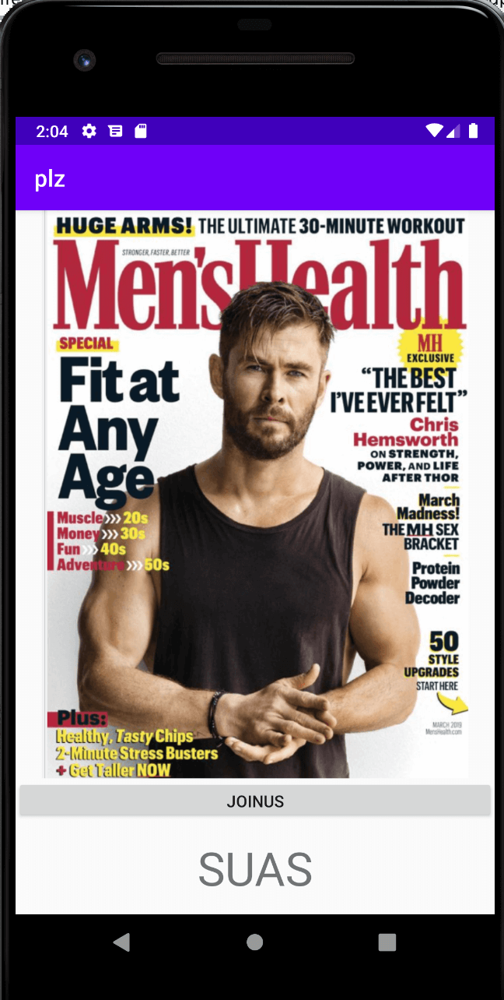 2:04
plz
HUGE ARMS! THE ULTIMATE 30-MINUTE WORKOUT
STRONGER, FASTER, BETTER
Men'sHealth
SPECIAL
Fit at
Any
Age
Muscle>>>20s
Money>>>30s
Fun>>>40s
Adventure>>>50s
MH
EXCLUSIVE
“THE BEST
I'VE EVER FELT”
Chris
Hemsworth
ON STRENGTH,
POWER, AND LIFE
AFTER THOR
March
Madness!
THE MH SEX
BRACKET
Protein
Powder
Decoder
50
STYLE
UPGRADES
START HERE
MARCH 2019
MensHealth.com
Plus:
Healthy, Tasty Chips
2-Minute Stress Busters
+ Get Taller NOW
JOINUS
SUAS